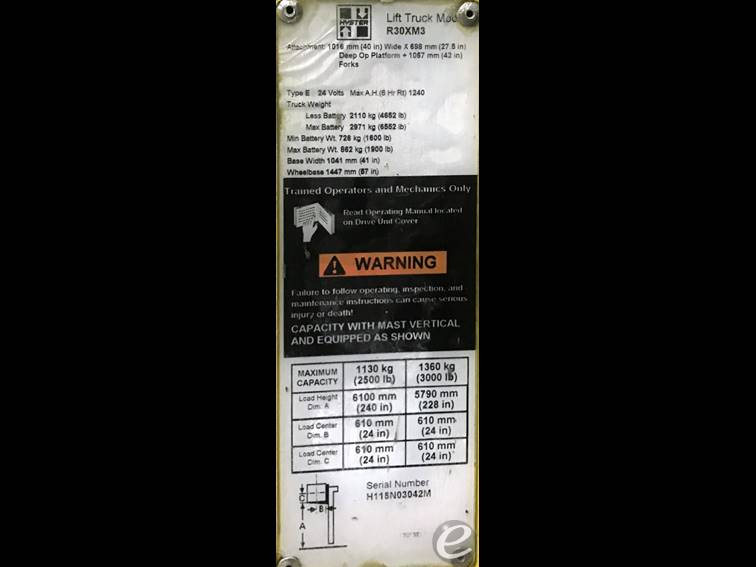 HYSTER
Lift Truck Mod
R30XM3
Attachment: 1016 mm (40 in) Wide X 698 mm (27.5 in)
Deep Op Platform + 1067 mm (42 in)
Forks
Type E 24 Volts Max A.H.(6 Hr Rt) 1240
Truck Weight
Less Battery 2110 kg (4652 lb)
Max Battery 2971 kg (6552 lb)
Min Battery Wt. 728 kg (1600 lb)
Max Battery Wt. 862 kg (1900 lb)
Base Width 1041 mm (41 in)
Wheelbase 1447 mm (57 in)
Trained Operators and Mechanics Only
Read Operating Manual located
on Drive Unit Cover
WARNING
Failure to follow operating, inspection, and
maintenance instructions can cause serious
injury or death!
CAPACITY WITH MAST VERTICAL
AND EQUIPPED AS SHOWN
MAXIMUM CAPACITY 1130 kg (2500 lb) 1360 kg (3000 lb)
Load Height Dim. A 6100 mm (240 in) 5790 mm (228 in)
Load Center Dim. B 610 mm (24 in) 610 mm (24 in)
Load Center Dim. C 610 mm (24 in) 610 mm (24 in)
C B
A
Serial Number
H118N03042M
e